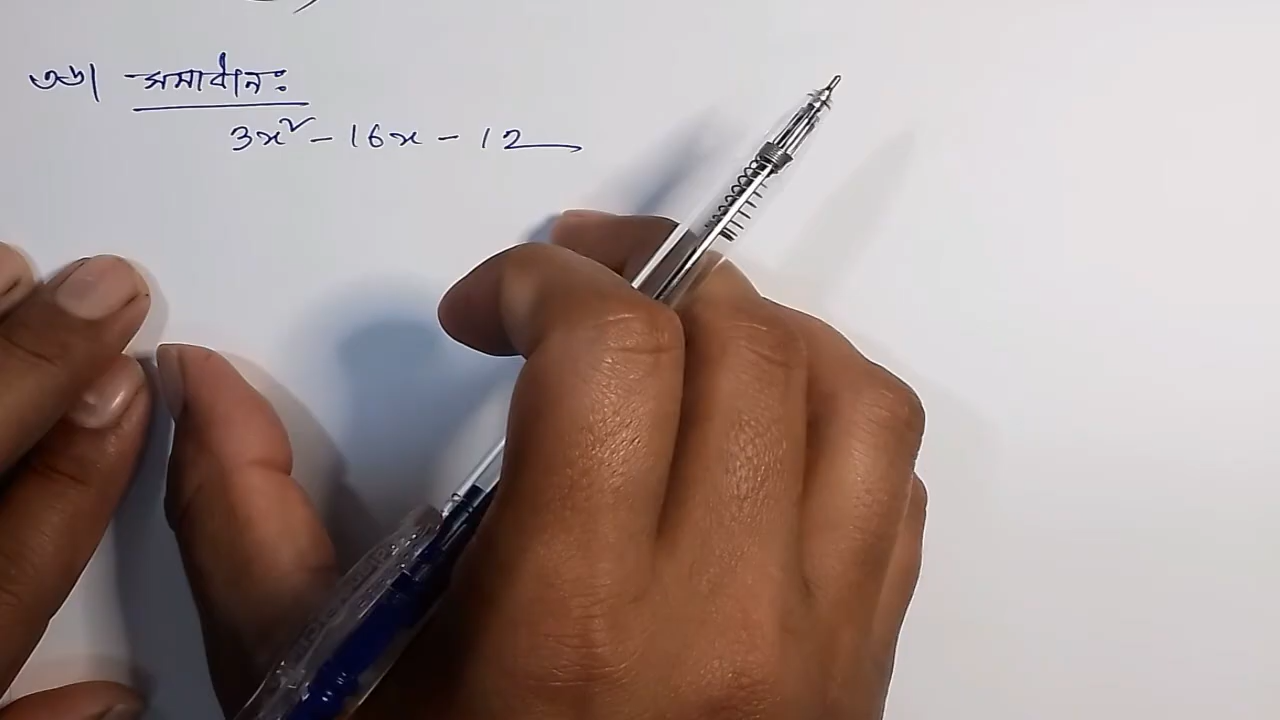 ৩৬। সমাধান:
3x² - 16x - 12